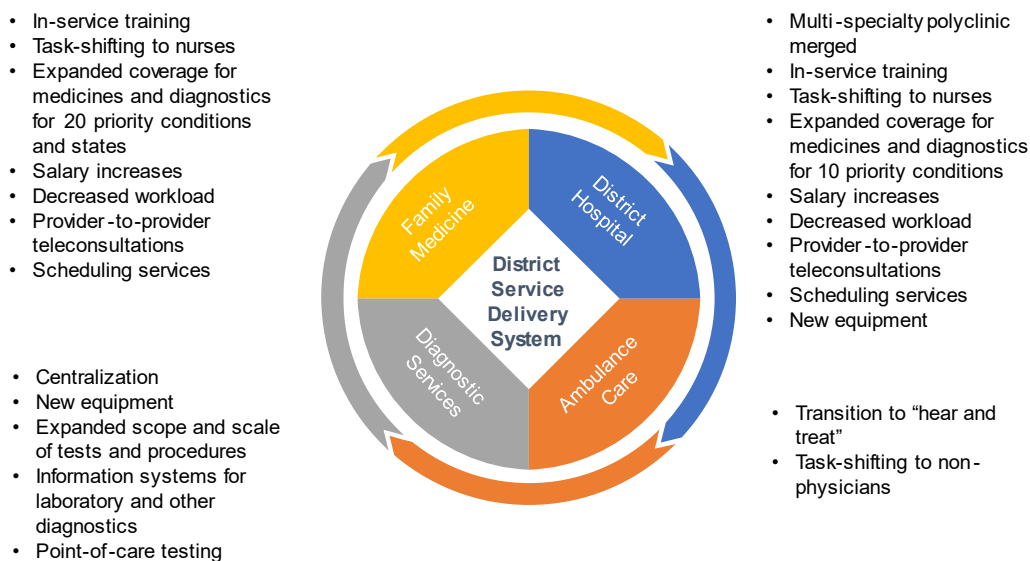 • In-service training
• Task-shifting to nurses
• Expanded coverage for
medicines and diagnostics
for 20 priority conditions
and states
• Salary increases
• Decreased workload
• Provider-to-provider
teleconsultations
• Scheduling services
• Multi-specialty polyclinic
merged
• In-service training
• Task-shifting to nurses
• Expanded coverage for
medicines and diagnostics
for 10 priority conditions
• Salary increases
• Decreased workload
• Provider-to-provider
teleconsultations
• Scheduling services
• New equipment
Family
Medicine
District
Hospital
District
Service
Delivery
System
Diagnostic
Services
Ambulance
Care
• Centralization
• New equipment
• Expanded scope and scale
of tests and procedures
• Information systems for
laboratory and other
diagnostics
• Point-of-care testing
• Transition to “hear and
treat”
• Task-shifting to non-
physicians